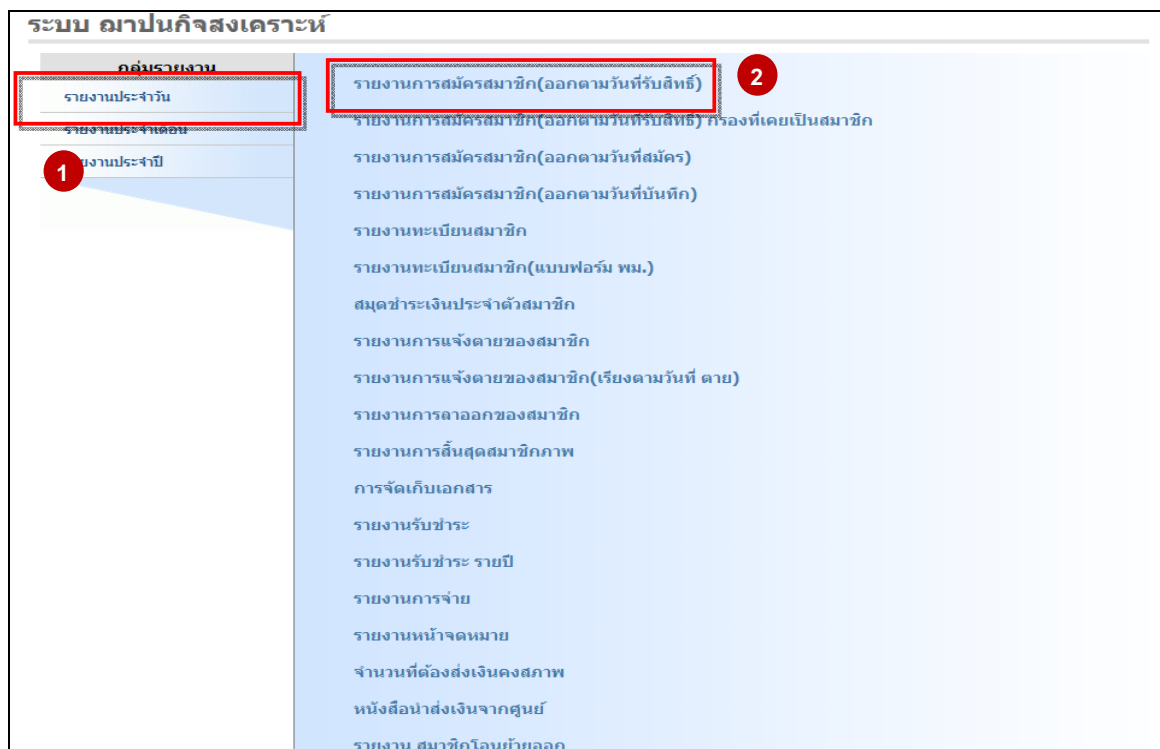 ระบบ ฌาปนกิจสงเคราะห์
กลุ่มรายงาน
รายงานประจำวัน
รายงานประจำเดือน
รายงานประจำปี
1
2
รายงานการสมัครสมาชิก(ออกตามวันที่รับสิทธิ์)
รายงานการสมัครสมาชิก(ออกตามวันที่รับสิทธิ์) กรองที่เคยเป็นสมาชิก
รายงานการสมัครสมาชิก(ออกตามวันที่สมัคร)
รายงานการสมัครสมาชิก(ออกตามวันที่บันทึก)
รายงานทะเบียนสมาชิก
รายงานทะเบียนสมาชิก(แบบฟอร์ม พม.)
สมุดชำระเงินประจำตัวสมาชิก
รายงานการแจ้งตายของสมาชิก
รายงานการแจ้งตายของสมาชิก(เรียงตามวันที่ ตาย)
รายงานการลาออกของสมาชิก
รายงานการสิ้นสุดสมาชิกภาพ
การจัดเก็บเอกสาร
รายงานรับชำระ
รายงานรับชำระ รายปี
รายงานการจ่าย
รายงานหน้าจดหมาย
จำนวนที่ต้องส่งเงินคงสภาพ
หนังสือนำส่งเงินจากศูนย์
รายงาน สมาชิกโอนย้ายออก